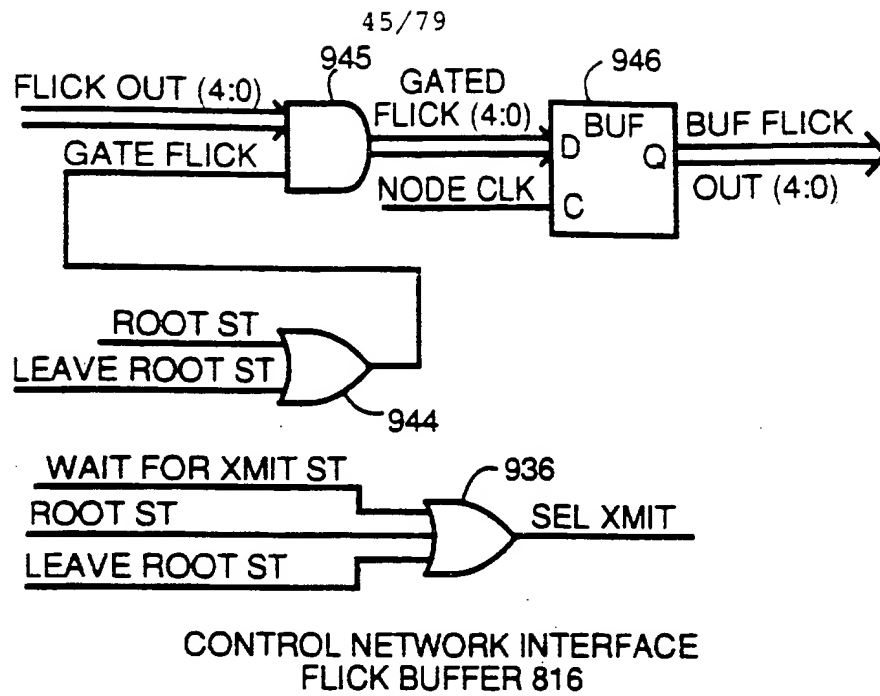 45/79
945
946
FLICK OUT (4:0)
GATED
FLICK (4:0)
BUF
D
Q
BUF FLICK
OUT (4:0)
GATE FLICK
NODE CLK
C
ROOT ST
LEAVE ROOT ST
944
WAIT FOR XMIT ST
936
ROOT ST
SEL XMIT
LEAVE ROOT ST
CONTROL NETWORK INTERFACE
FLICK BUFFER 816